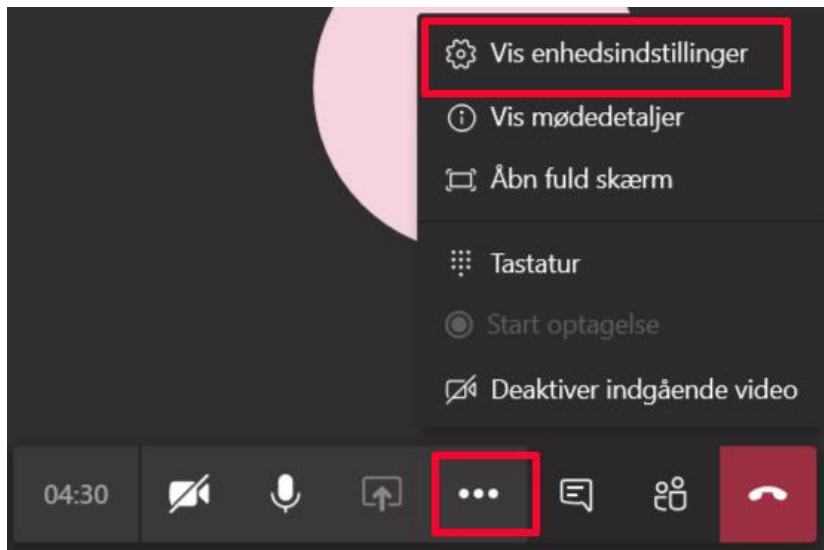 Vis enhedsindstillinger
Vis mødedetaljer
Åbn fuld skærm
Tastatur
Start optagelse
Deaktiver indgående video
04:30